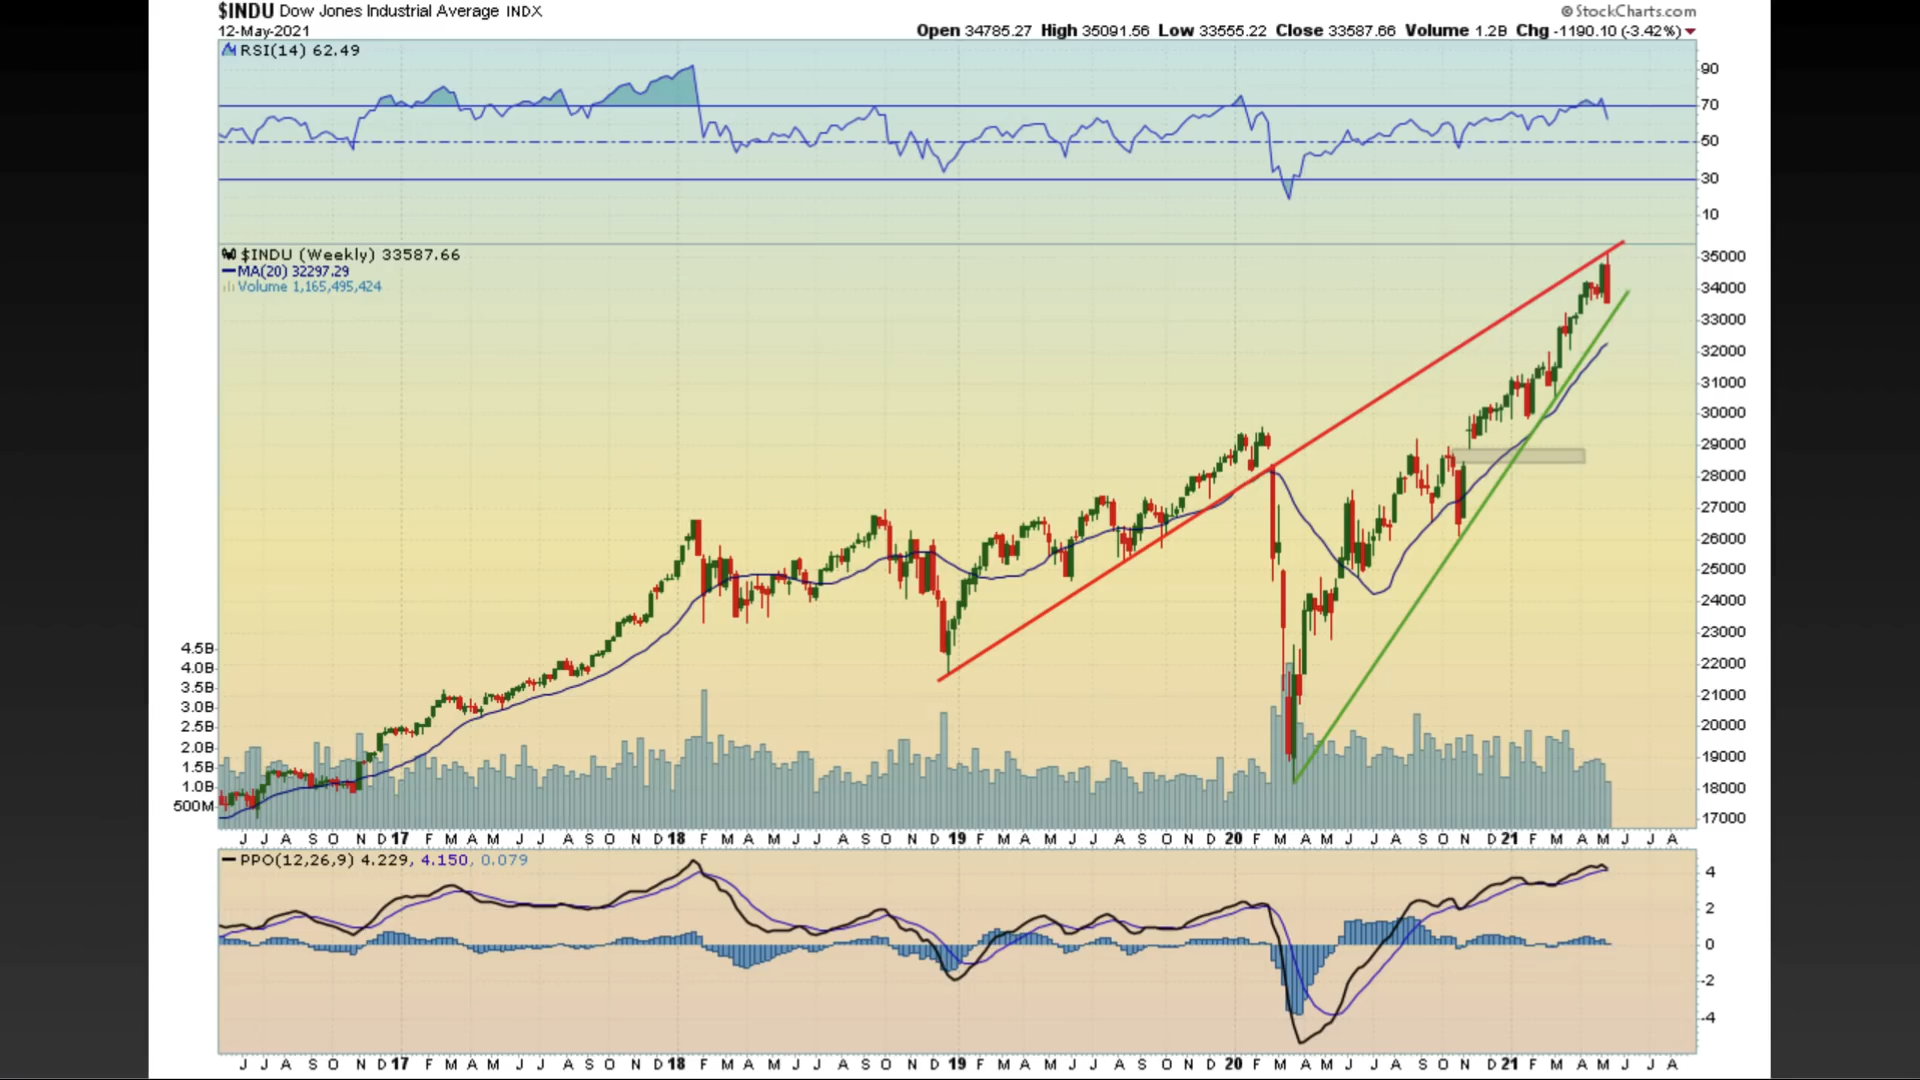 $INDU Dow Jones Industrial Average INDX
© StockCharts.com
12-May-2021
Open 34785.27 High 35091.56 Low 33555.22 Close 33587.66 Volume 1.2B Chg -1190.10 (-3.42%)
RSI(14) 62.49
90
70
50
30
10
$INDU (Weekly) 33587.66
MA(20) 32297.29
Volume 1,165,495,424
35000
34000
33000
32000
31000
30000
29000
28000
27000
26000
25000
24000
23000
22000
21000
20000
19000
18000
17000
4.5B
4.0B
3.5B
3.0B
2.5B
2.0B
1.5B
1.0B
500M
J J A S O N D 17 F M A M J J A S O N D 18 F M A M J J A S O N D 19 F M A M J J A S O N D 20 F M A M J J A S O N D 21 F M A M J J A
PPO(12,26,9) 4.229, 4.150, 0.079
4
2
0
-2
-4
J J A S O N D 17 F M A M J J A S O N D 18 F M A M J J A S O N D 19 F M A M J J A S O N D 20 F M A M J J A S O N D 21 F M A M J J A